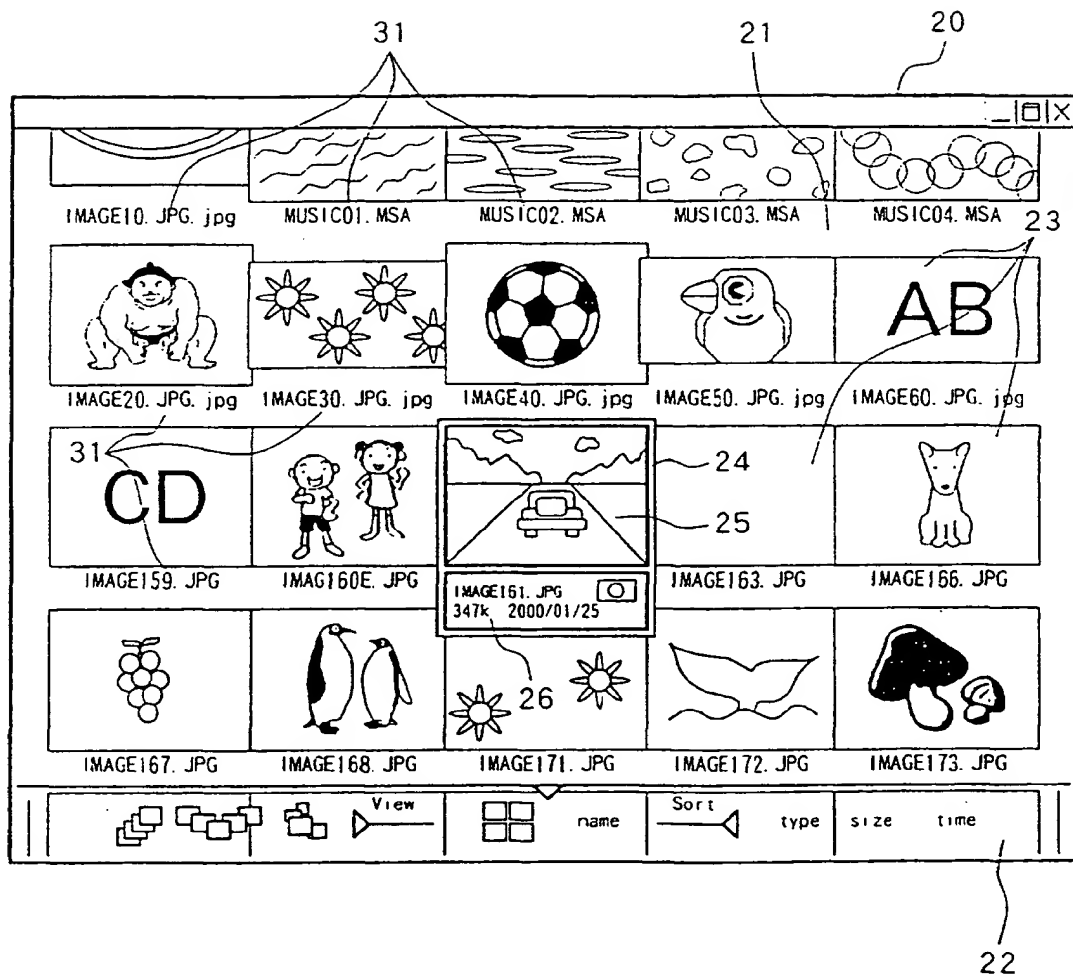 20
31
21
IMAGE10. JPG. jpg MUSIC01. MSA MUSIC02. MSA MUSIC03. MSA MUSIC04. MSA
23
AB
IMAGE20. JPG. jpg IMAGE30. JPG. jpg IMAGE40. JPG. jpg IMAGE50. JPG. jpg IMAGE60. JPG. jpg
31
CD
24
25
IMAGE159. JPG IMAG160E. JPG IMAGE163. JPG IMAGE166. JPG
IMAGE161. JPG
347k 2000/01/25
26
IMAGE167. JPG IMAGE168. JPG IMAGE171. JPG IMAGE172. JPG IMAGE173. JPG
View name Sort type size time
22